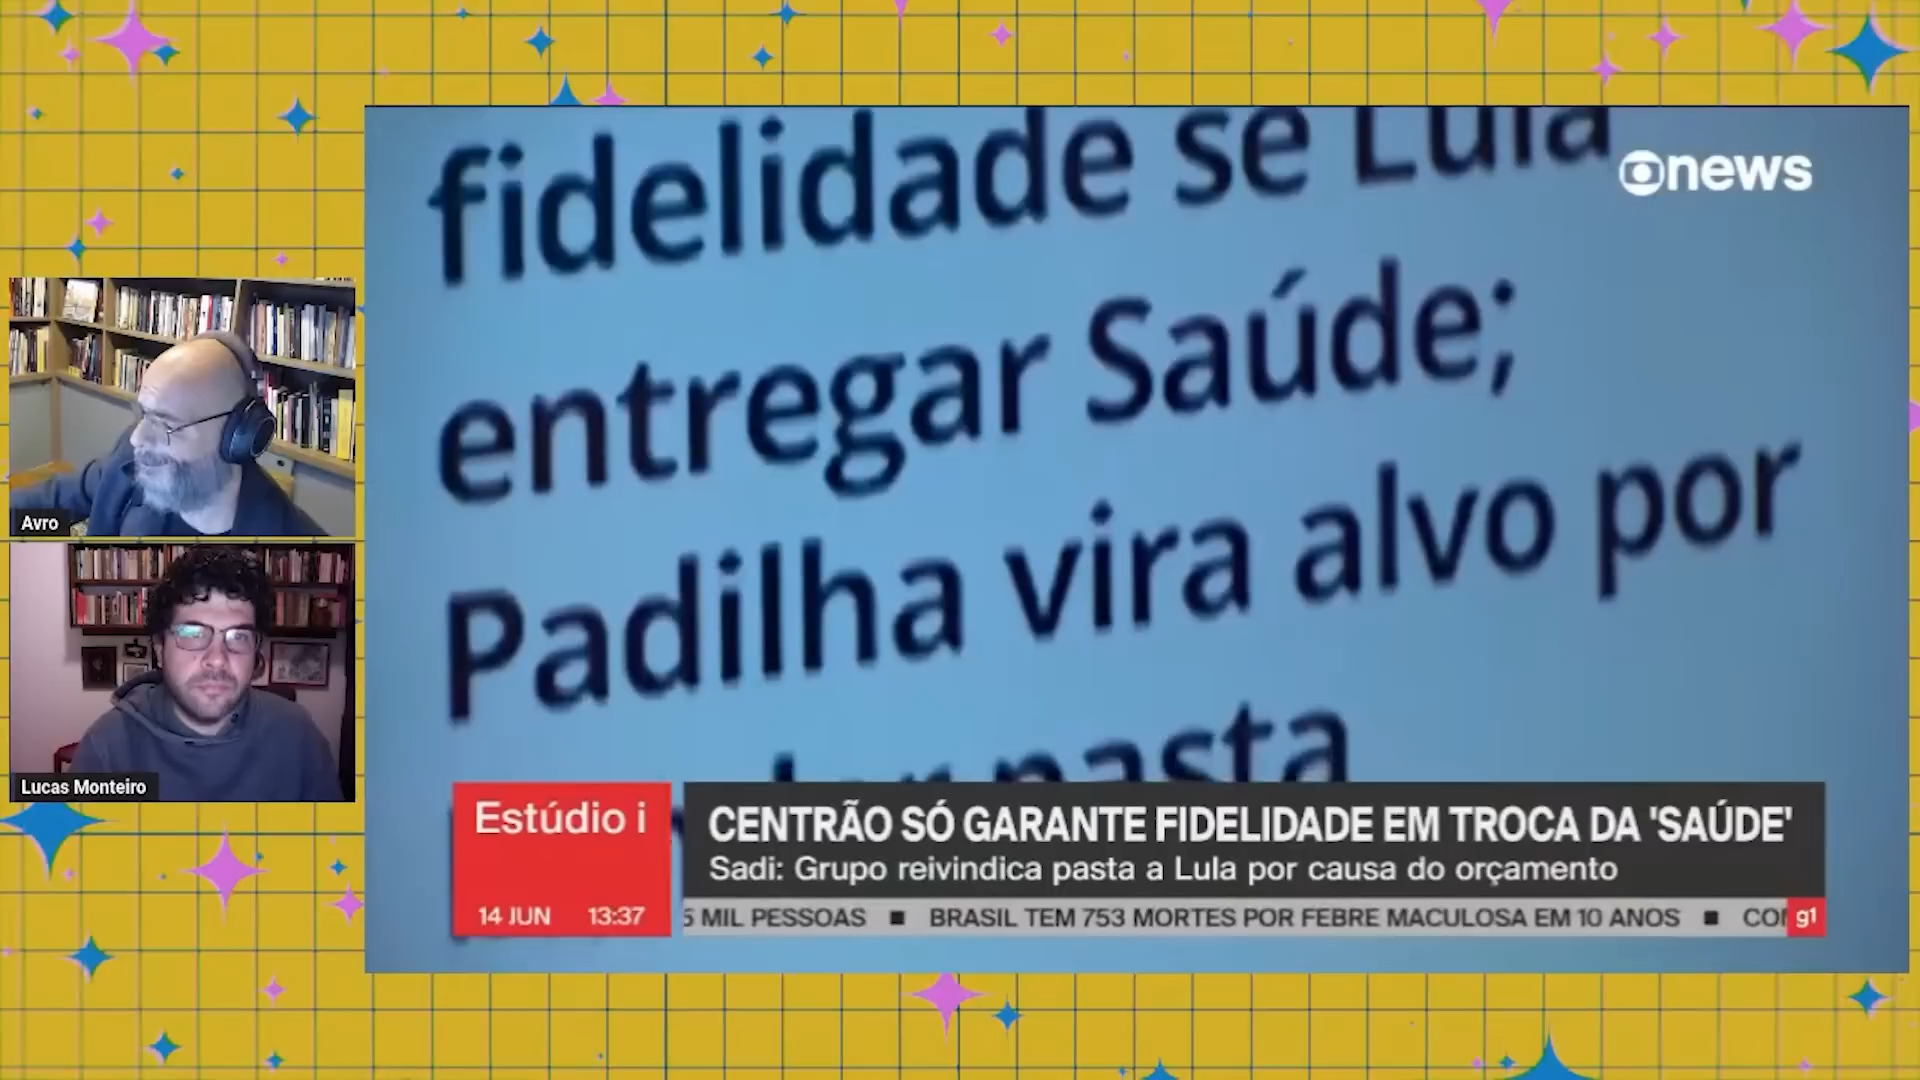 fidelidade se Lula
news
entregar Saúde;
Padilha vira alvo por
pasta
Avro
Lucas Monteiro
Estúdio i
14 JUN 13:37
CENTRÃO SÓ GARANTE FIDELIDADE EM TROCA DA 'SAÚDE'
Sadi: Grupo reivindica pasta a Lula por causa do orçamento
5 MIL PESSOAS ■ BRASIL TEM 753 MORTES POR FEBRE MACULOSA EM 10 ANOS ■
g1